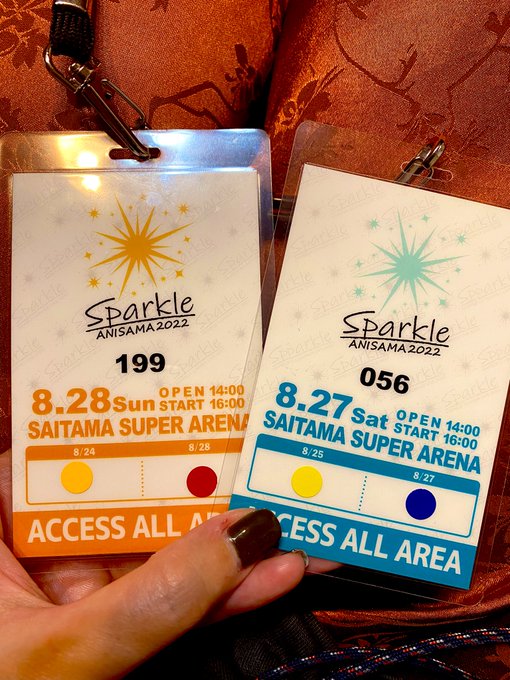 Sparkle
ANISAMA 2022
199
8.28 Sun OPEN 14:00
START 16:00
SAITAMA SUPER ARENA
8/24 8/28
ACCESS ALL
Sparkle
ANISAMA 2022
056
8.27 Sat OPEN 14:00
START 16:00
SAITAMA SUPER ARENA
8/25 8/27
CESS ALL AREA